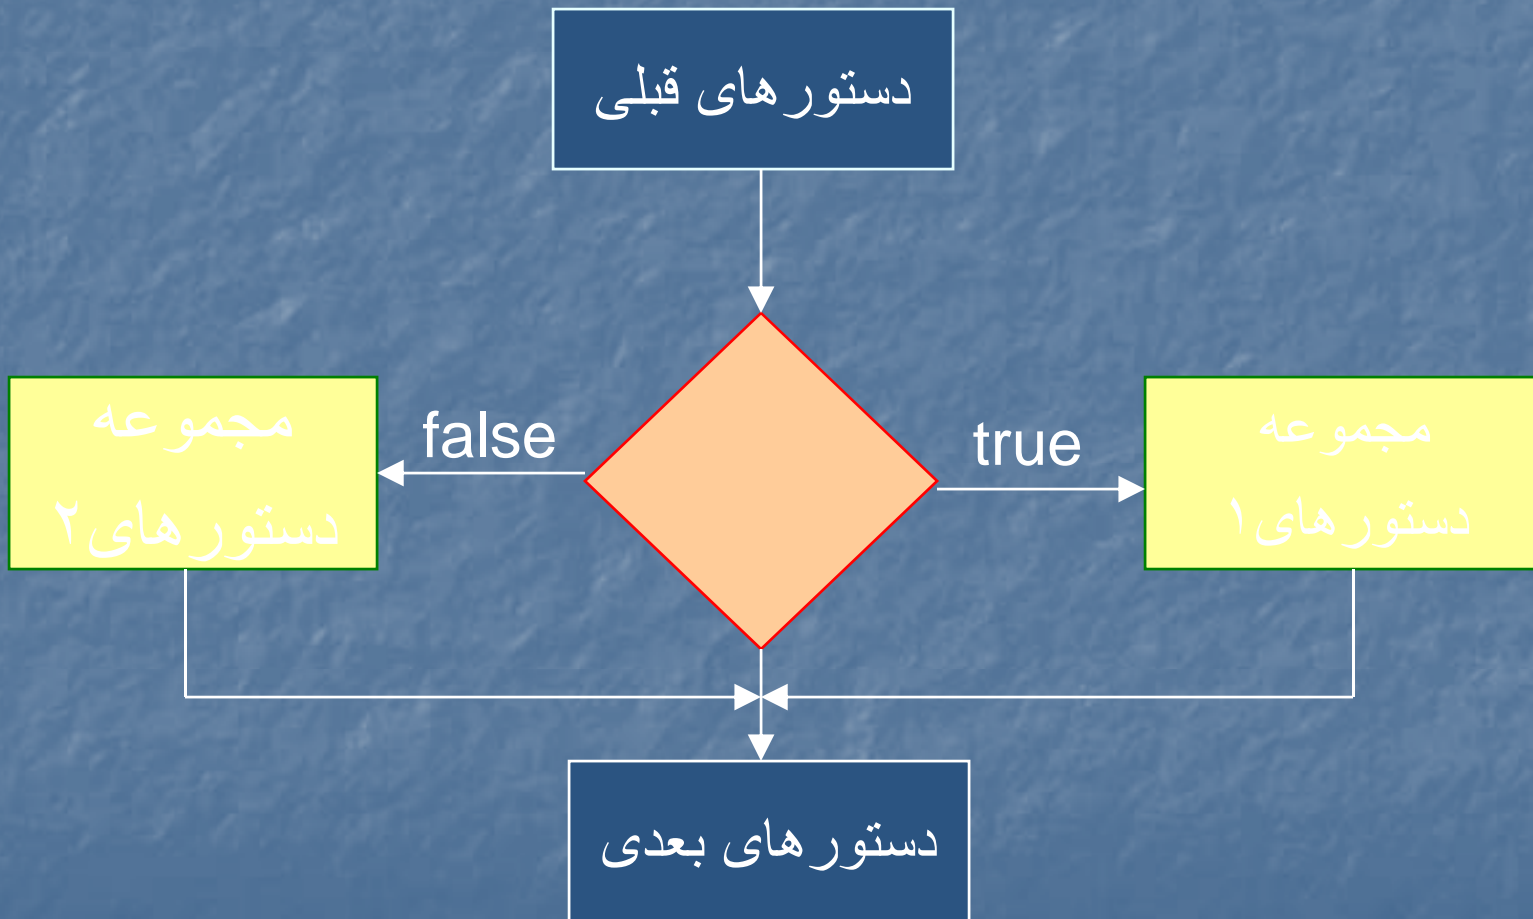 دستورهای قبلی
true
false
مجموعه
دستورهای۱
مجموعه
دستورهای۲
دستورهای بعدی